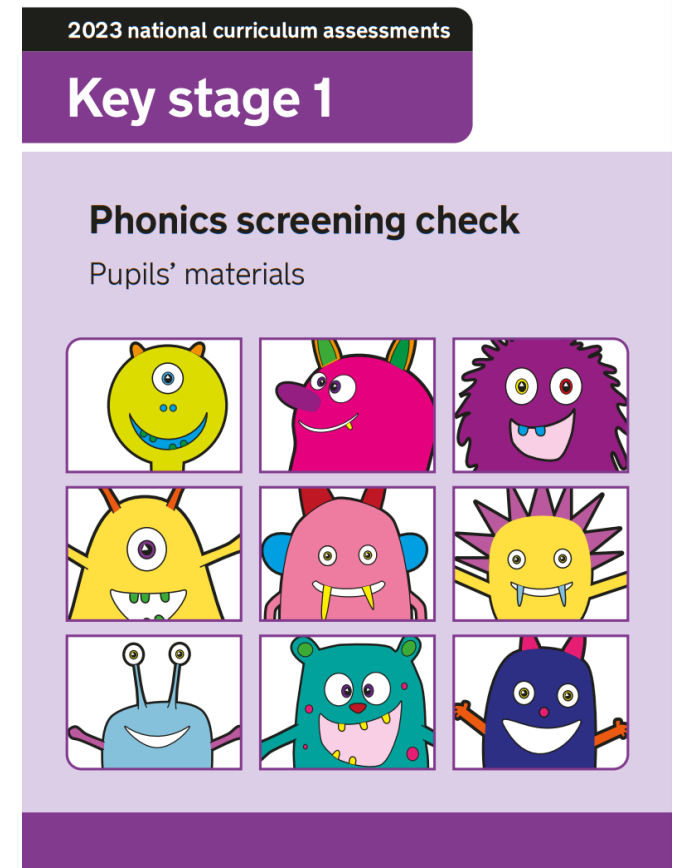 2023 national curriculum assessments
Key stage 1
Phonics screening check
Pupils’ materials